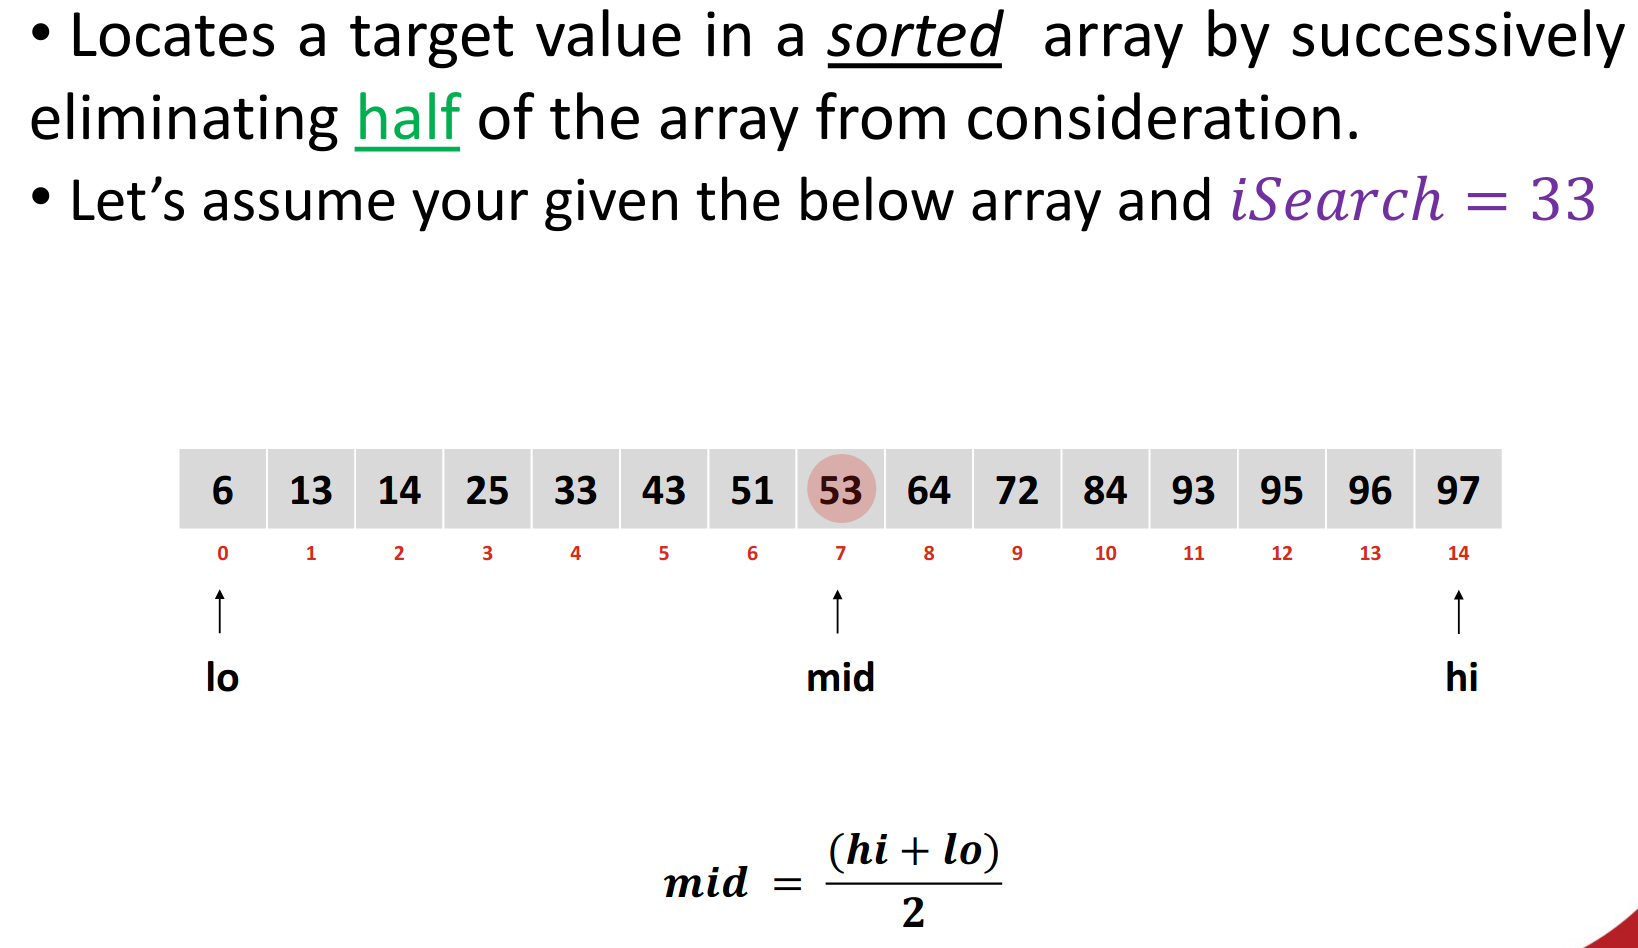 • Locates a target value in a sorted array by successively
eliminating half of the array from consideration.
• Let’s assume your given the below array and iSearch = 33
6 13 14 25 33 43 51 53 64 72 84 93 95 96 97
0 1 2 3 4 5 6 7 8 9 10 11 12 13 14
lo mid hi
mid = (hi + lo)
2